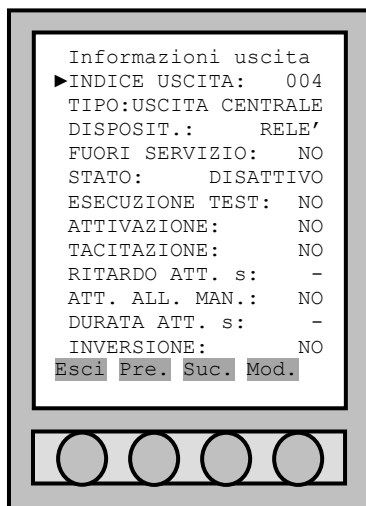 Informazioni uscita
►INDICE USCITA: 004
TIPO:USCITA CENTRALE
DISPOSIT.: RELE’
FUORI SERVIZIO: NO
STATO: DISATTIVO
ESECUZIONE TEST: NO
ATTIVAZIONE: NO
TACITAZIONE: NO
RITARDO ATT. s: -
ATT. ALL. MAN.: NO
DURATA ATT. s: -
INVERSIONE: NO
Esci Pre. Suc. Mod.